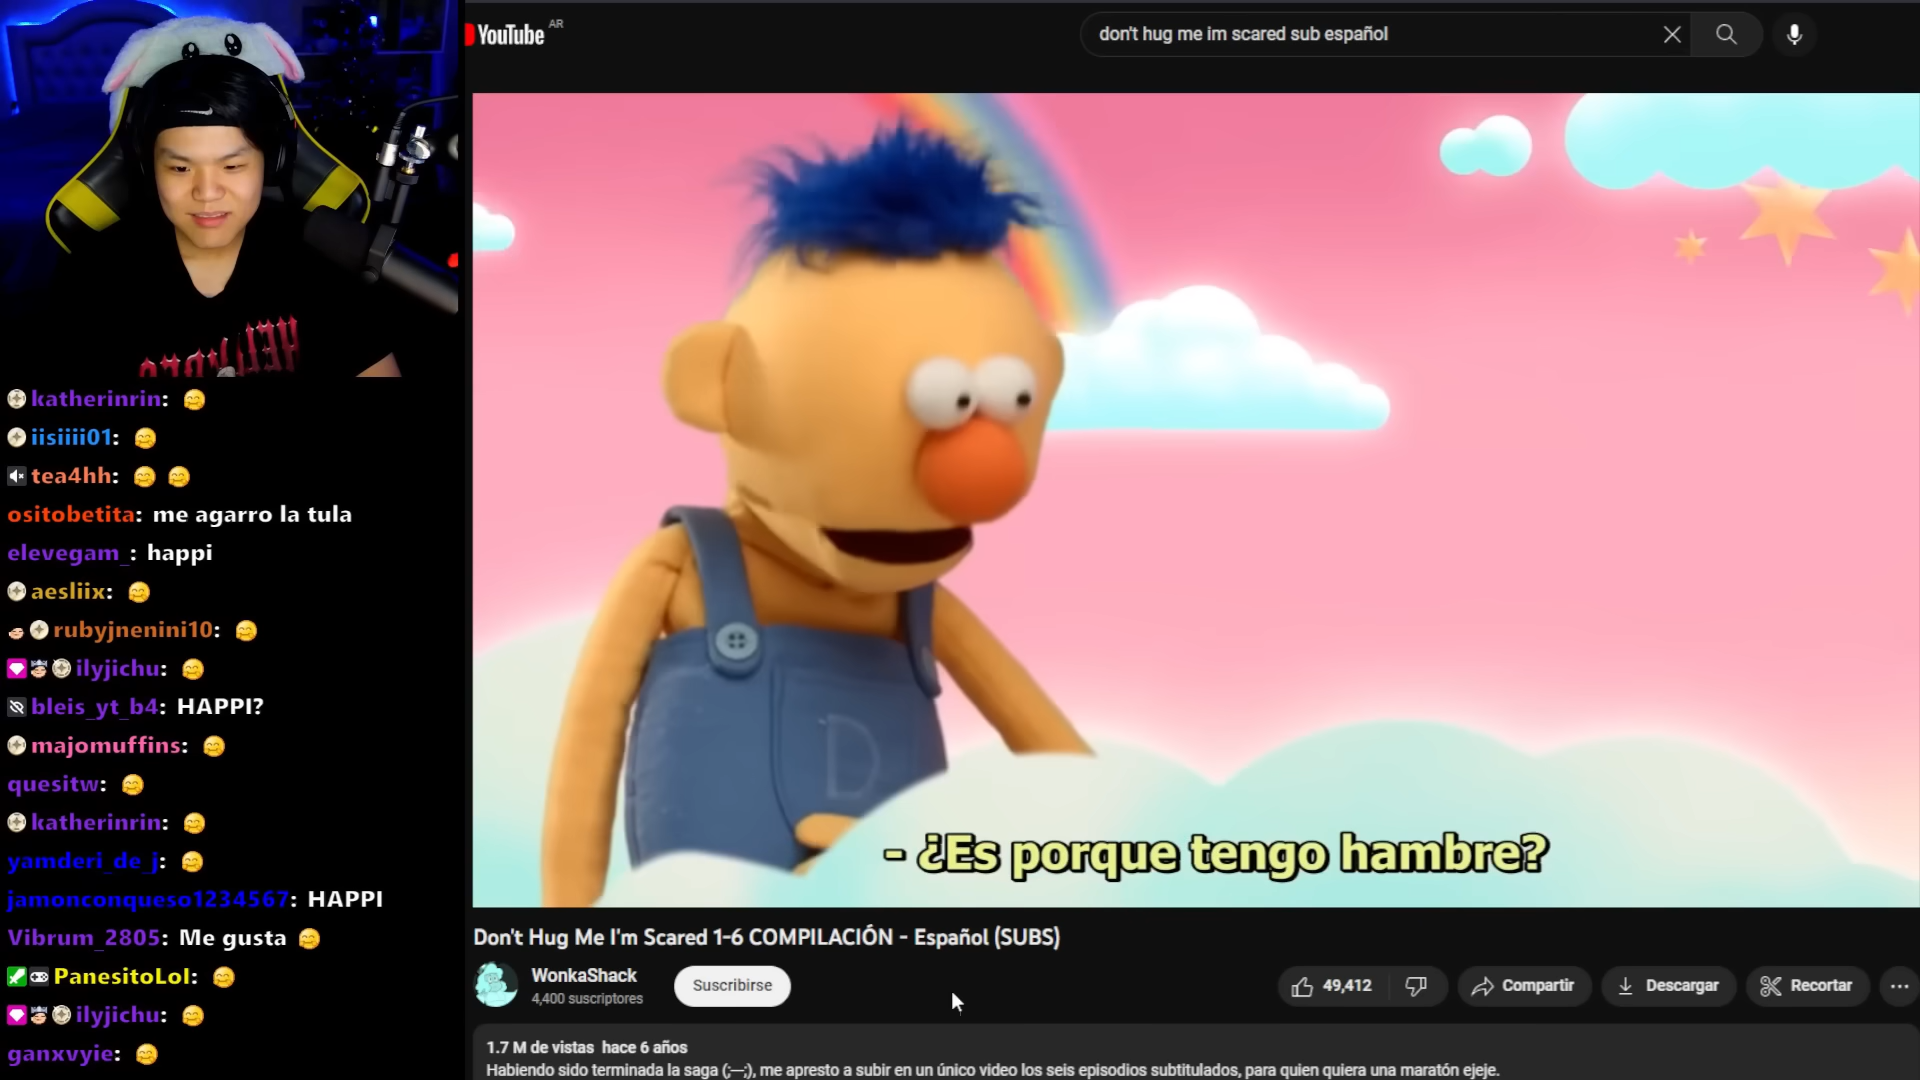 YouTube AR
don't hug me im scared sub español
katherinrin:
iisiiii01:
tea4hh:
ositobetita: me agarro la tula
elevegam_: happi
aesliix:
rubyjnenini10:
ilyjichu:
bleis_yt_b4: HAPPI?
majomuffins:
quesitw:
katherinrin:
yamderi_de_j:
jamonconqueso1234567: HAPPI
Vibrum_2805: Me gusta
PanesitoLol:
ilyjichu:
ganxvyie:
D
- ¿Es porque tengo hambre?
Don't Hug Me I'm Scared 1-6 COMPILACIÓN - Español (SUBS)
WonkaShack
4,400 suscriptores
Suscribirse
49,412
Compartir
Descargar
Recortar
1.7 M de vistas hace 6 años
Habiendo sido terminada la saga (;—;), me apresto a subir en un único video los seis episodios subtitulados, para quien quiera una maratón ejeje.